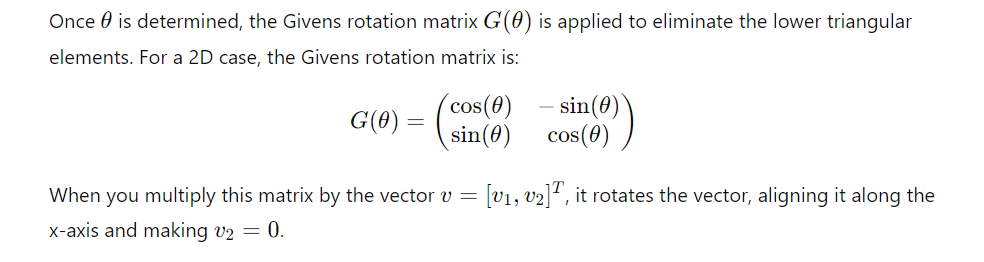 Once θ is determined, the Givens rotation matrix G(θ) is applied to eliminate the lower triangular
elements. For a 2D case, the Givens rotation matrix is:
G(θ) = ( cos(θ) − sin(θ)
sin(θ) cos(θ) )
When you multiply this matrix by the vector v = [v₁, v₂]ᵀ, it rotates the vector, aligning it along the
x-axis and making v₂ = 0.